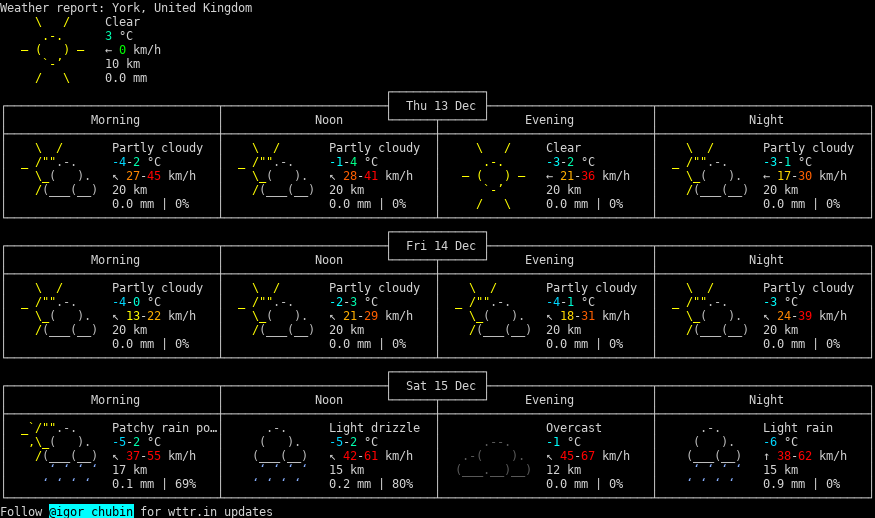 Weather report: York, United Kingdom
Clear
3 °C
← 0 km/h
10 km
0.0 mm
Thu 13 Dec
Morning Noon Evening Night
Partly cloudy Partly cloudy Clear Partly cloudy
-4-2 °C -1-4 °C -3-2 °C -3-1 °C
↖ 27-45 km/h ↖ 28-41 km/h ← 21-36 km/h ← 17-30 km/h
20 km 20 km 20 km 20 km
0.0 mm | 0% 0.0 mm | 0% 0.0 mm | 0% 0.0 mm | 0%
Fri 14 Dec
Morning Noon Evening Night
Partly cloudy Partly cloudy Partly cloudy Partly cloudy
-4-0 °C -2-3 °C -4-1 °C -3 °C
↖ 13-22 km/h ↖ 21-29 km/h ↖ 18-31 km/h ↖ 24-39 km/h
20 km 20 km 20 km 20 km
0.0 mm | 0% 0.0 mm | 0% 0.0 mm | 0% 0.0 mm | 0%
Sat 15 Dec
Morning Noon Evening Night
Patchy rain po… Light drizzle Overcast Light rain
-5-2 °C -5-2 °C -1 °C -6 °C
↖ 37-55 km/h ↖ 42-61 km/h ↖ 45-67 km/h ↑ 38-62 km/h
17 km 15 km 12 km 15 km
0.1 mm | 69% 0.2 mm | 80% 0.0 mm | 0% 0.9 mm | 0%
Follow @igor_chubin for wttr.in updates